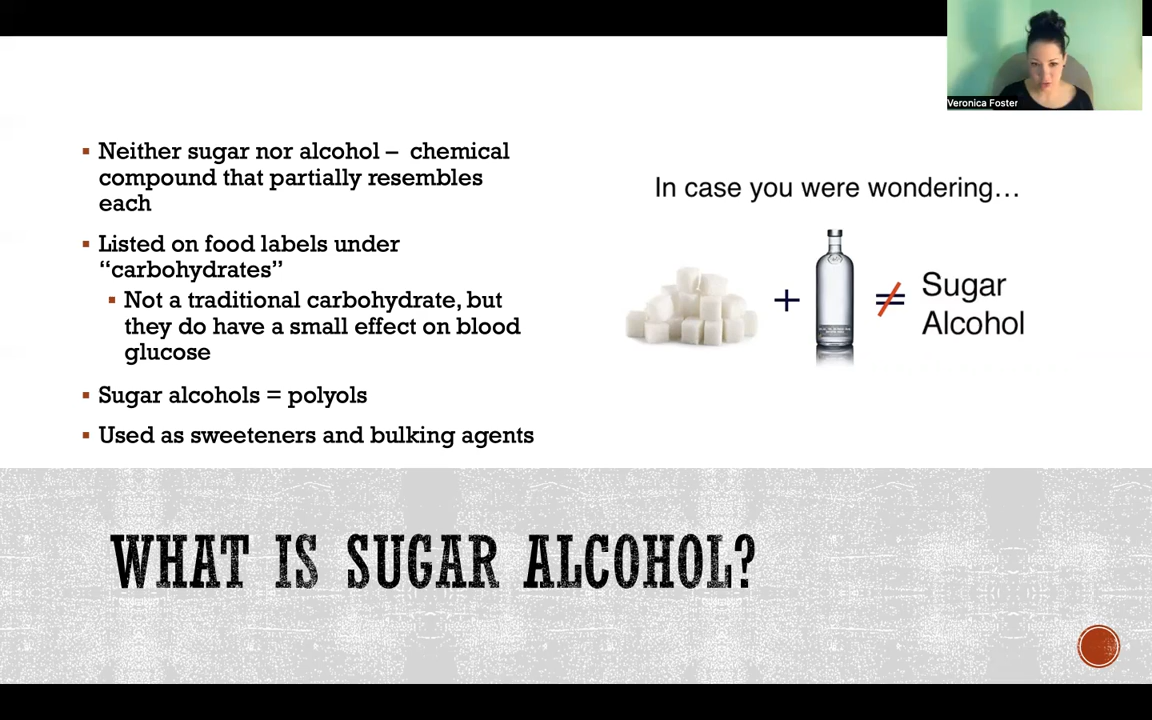 Veronica Foster
▪ Neither sugar nor alcohol – chemical
compound that partially resembles
each
▪ Listed on food labels under
“carbohydrates”
▪ Not a traditional carbohydrate, but
they do have a small effect on blood
glucose
▪ Sugar alcohols = polyols
▪ Used as sweeteners and bulking agents
In case you were wondering…
+ ≠ Sugar
Alcohol
WHAT IS SUGAR ALCOHOL?